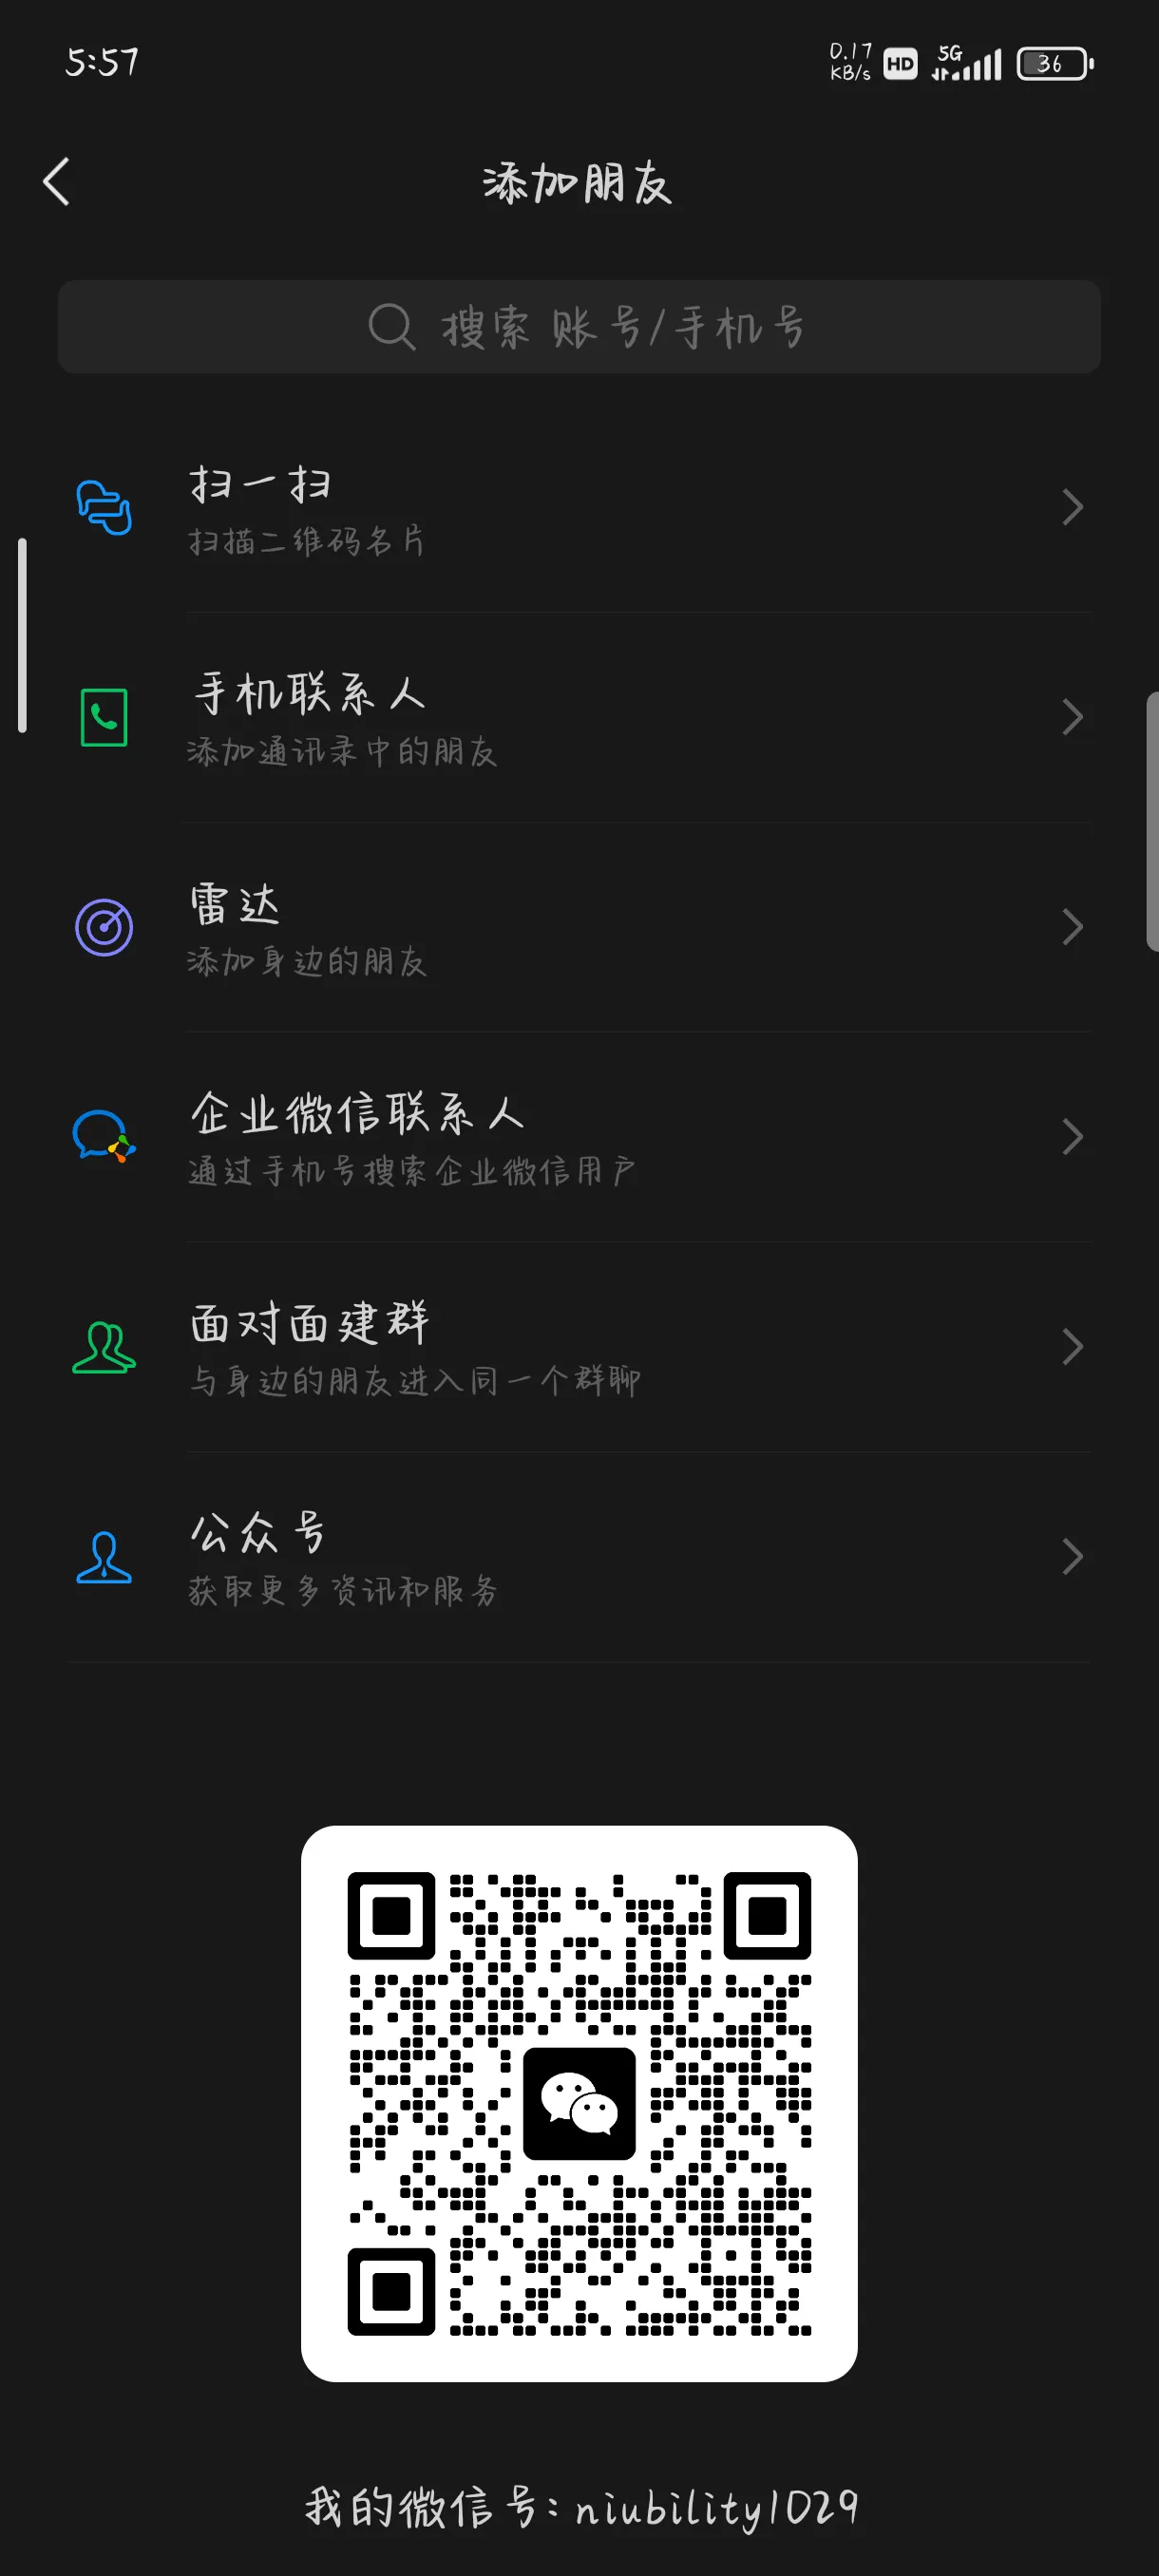 5:57
0.17 KB/s HD 5G 36
添加朋友
搜索 账号/手机号
扫一扫
扫描二维码名片
手机联系人
添加通讯录中的朋友
雷达
添加身边的朋友
企业微信联系人
通过手机号搜索企业微信用户
面对面建群
与身边的朋友进入同一个群聊
公众号
获取更多资讯和服务
我的微信号: niubility1029